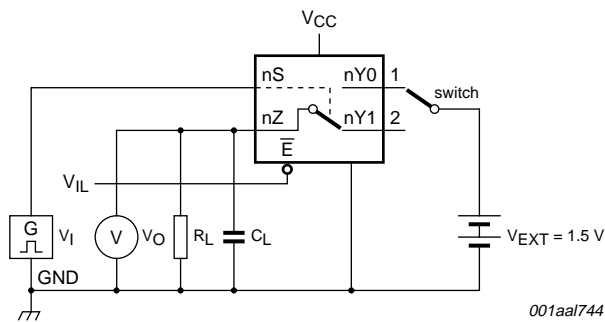 VCC
nS nY0 1
switch
nZ nY1 2
E
VIL
G VI
V VO RL CL
VEXT = 1.5 V
GND
001aal744